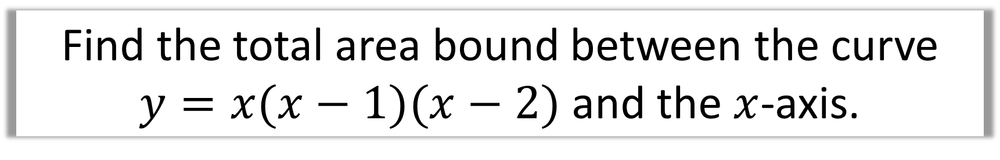 Find the total area bound between the curve
𝑦 = 𝑥(𝑥 − 1)(𝑥 − 2) and the 𝑥-axis.